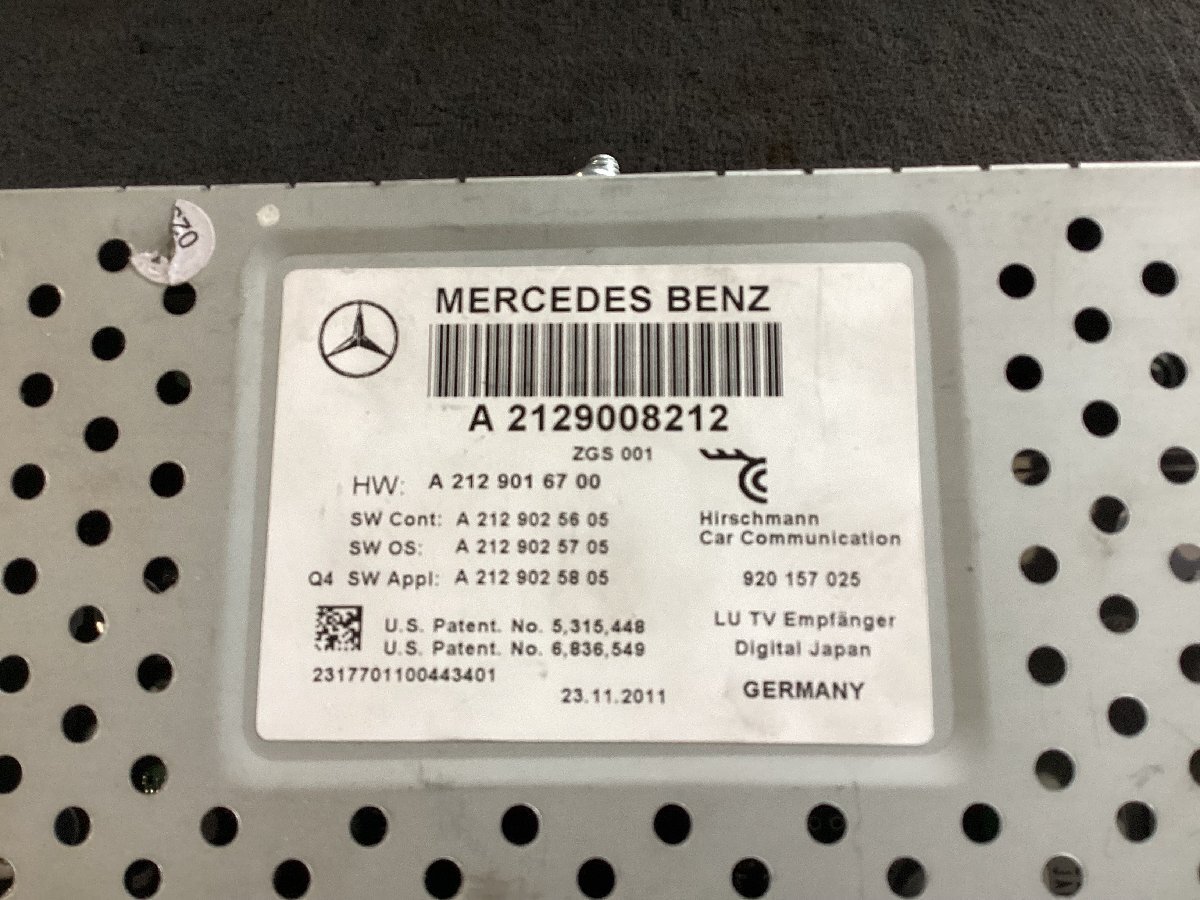 MERCEDES BENZ
A 2129008212
ZGS 001
HW: A 212 901 67 00
SW Cont: A 212 902 56 05
SW OS: A 212 902 57 05
Q4 SW Appl: A 212 902 58 05
U.S. Patent. No. 5,315,448
U.S. Patent. No. 6,836,549
2317701100443401
23.11.2011
Hirschmann
Car Communication
920 157 025
LU TV Empfänger
Digital Japan
GERMANY